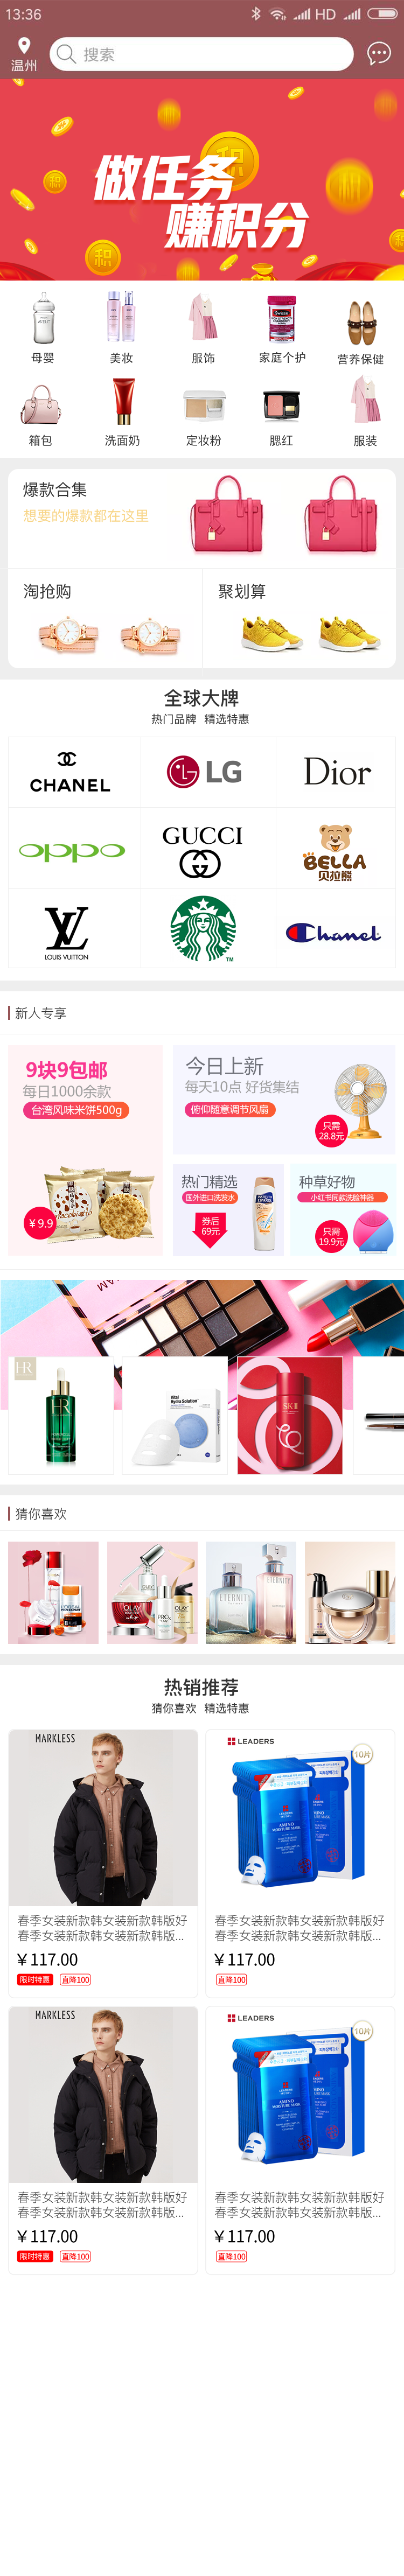 13:36
HD
温州
搜索
积
积
做任务
赚积分
母婴
美妆
服饰
家庭个护
营养保健
箱包
洗面奶
定妆粉
腮红
服装
爆款合集
想要的爆款都在这里
淘抢购
聚划算
全球大牌
热门品牌 精选特惠
CHANEL
LG
Dior
oppo
GUCCI
BELLA
贝拉熊
LOUIS VUITTON
TM
Champel
新人专享
9块9包邮
每日1000余款
台湾风味米饼500g
¥9.9
今日上新
每天10点 好货集结
俯仰随意调节风扇
只需
28.8元
热门精选
国外进口洗发水
券后
69元
种草好物
小红书同款洗脸神器
只需
19.9元
HR
HR
Vital
Hydra Solution
SK-II
猜你喜欢
OLAY
OLAY
ETERNITY
ETERNITY
热销推荐
猜你喜欢 精选特惠
MARKLESS
LEADERS
10片
AMINO
MOISTURE MASK
春季女装新款韩女装新款韩版好
春季女装新款韩女装新款韩版...
¥117.00
限时特惠 直降100
春季女装新款韩女装新款韩版好
春季女装新款韩女装新款韩版...
¥117.00
直降100
MARKLESS
LEADERS
10片
AMINO
MOISTURE MASK
春季女装新款韩女装新款韩版好
春季女装新款韩女装新款韩版...
¥117.00
限时特惠 直降100
春季女装新款韩女装新款韩版好
春季女装新款韩女装新款韩版...
¥117.00
直降100